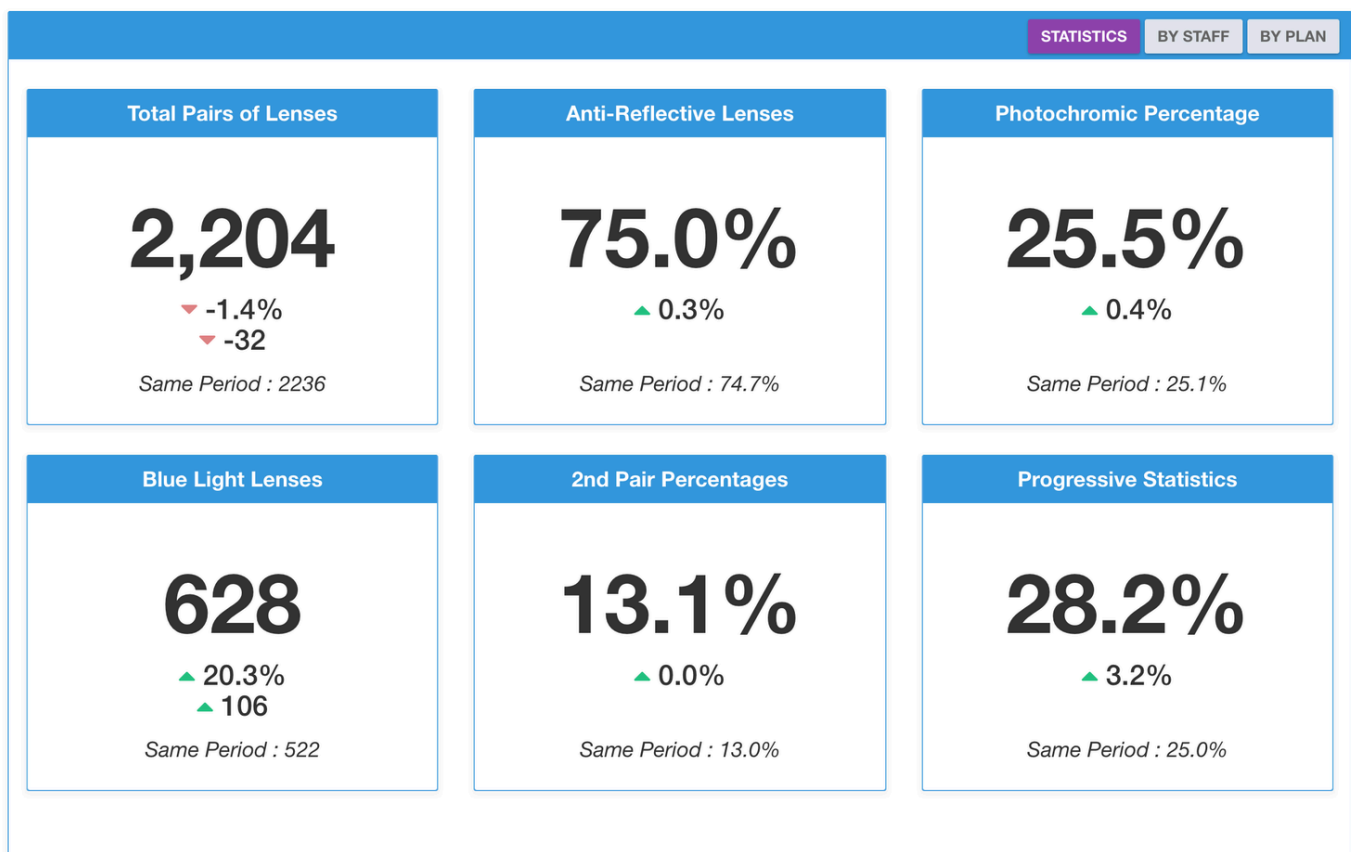 STATISTICS BY STAFF BY PLAN
Total Pairs of Lenses
2,204
-1.4%
-32
Same Period : 2236
Anti-Reflective Lenses
75.0%
0.3%
Same Period : 74.7%
Photochromic Percentage
25.5%
0.4%
Same Period : 25.1%
Blue Light Lenses
628
20.3%
106
Same Period : 522
2nd Pair Percentages
13.1%
0.0%
Same Period : 13.0%
Progressive Statistics
28.2%
3.2%
Same Period : 25.0%